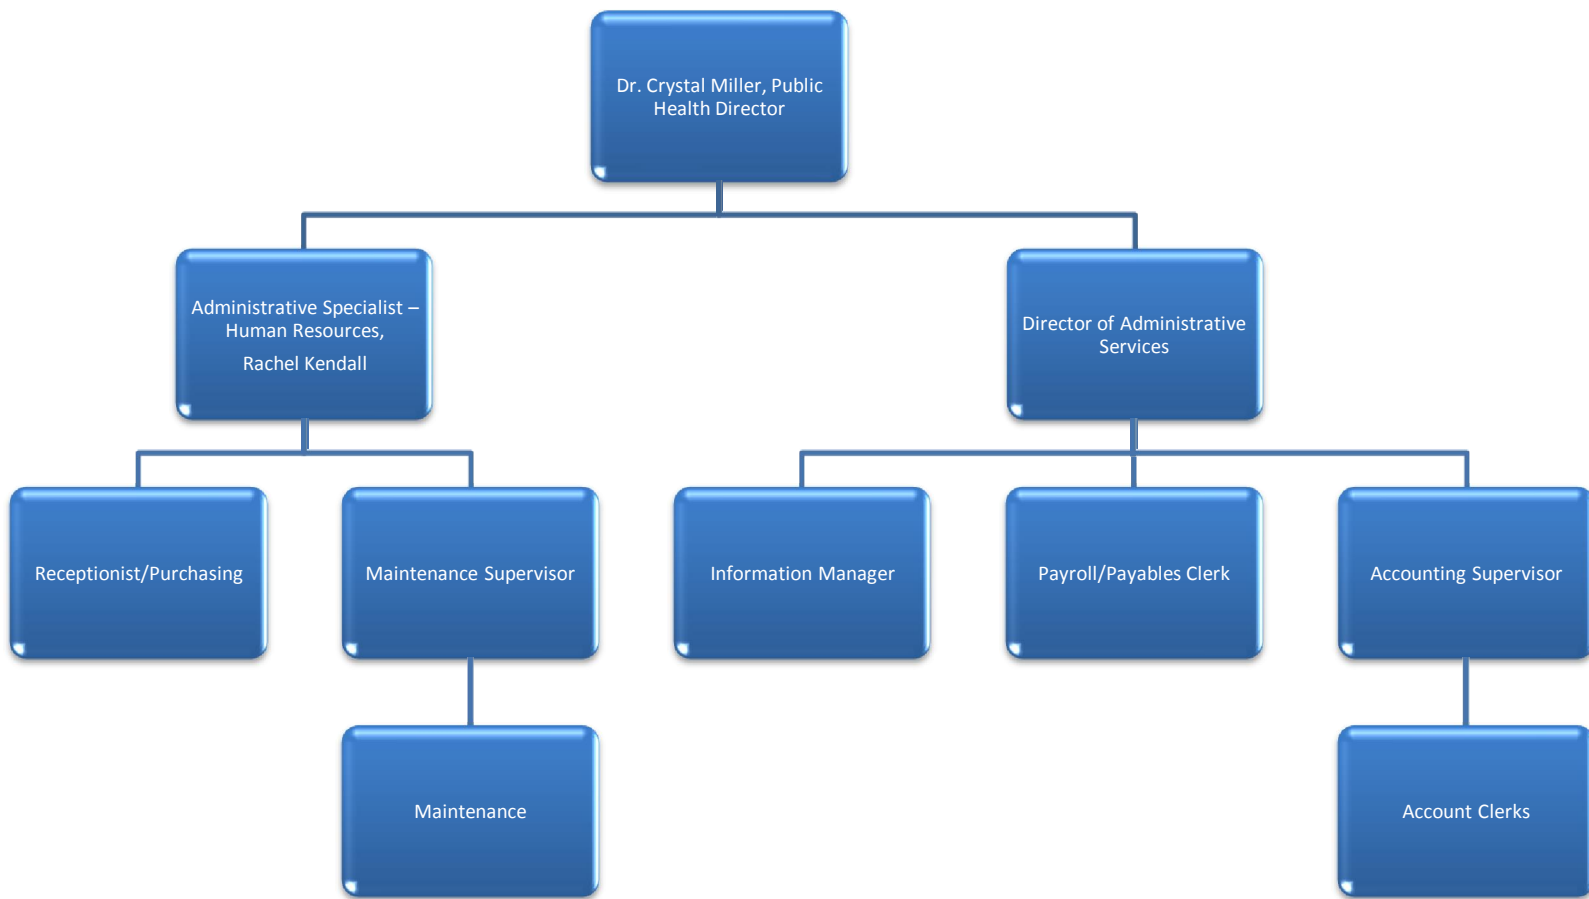 Dr. Crystal Miller, Public
Health Director
Administrative Specialist –
Human Resources,
Rachel Kendall
Director of Administrative
Services
Receptionist/Purchasing
Maintenance Supervisor
Information Manager
Payroll/Payables Clerk
Accounting Supervisor
Maintenance
Account Clerks